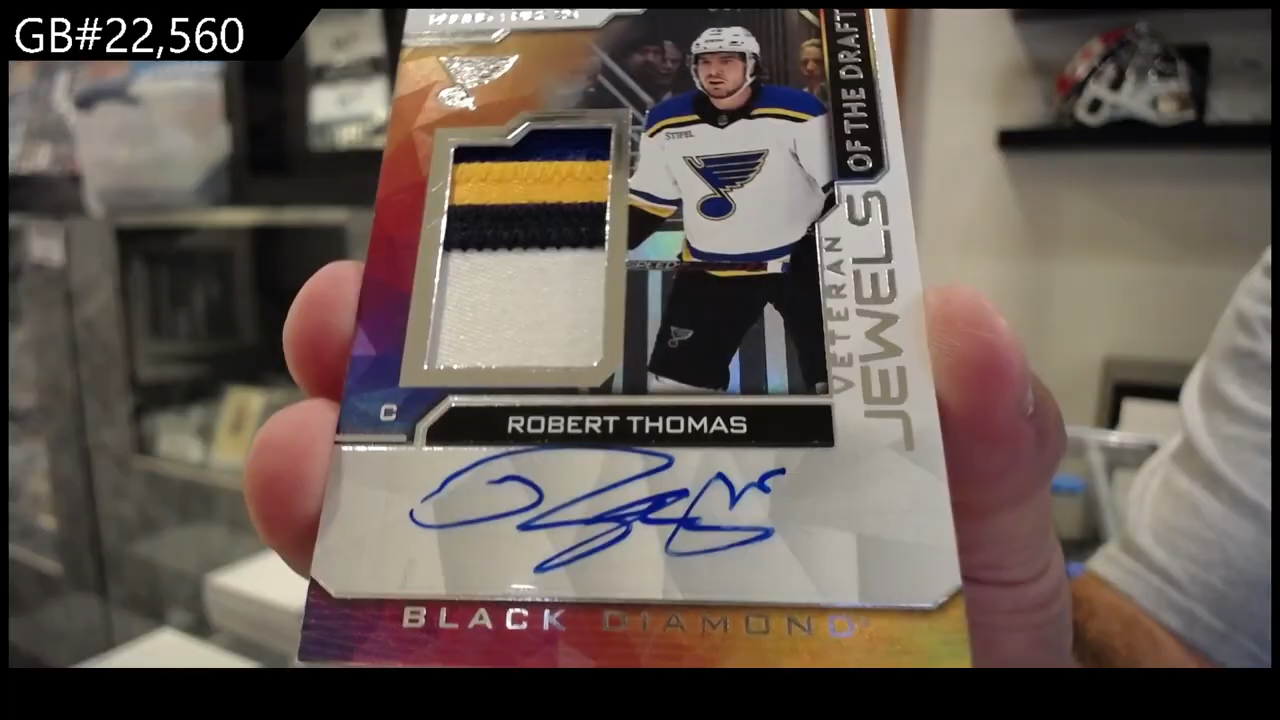 GB#22,560
STIFEL
VETERAN
JEWELS
OF THE DRAFT
C
ROBERT THOMAS
BLACK DIAMOND